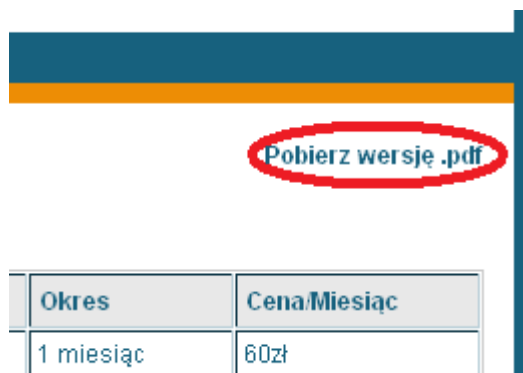 Pobierz wersję .pdf
Okres Cena/Miesiąc
1 miesiąc 60zł